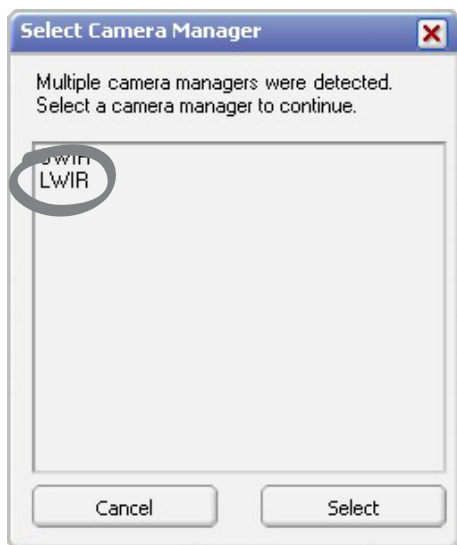 Select Camera Manager
Multiple camera managers were detected.
Select a camera manager to continue.
LWIR
Cancel
Select